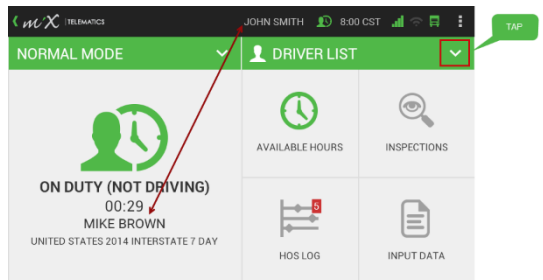 miX TELEMATICS JOHN SMITH 8:00 CST
TAP
NORMAL MODE
DRIVER LIST
AVAILABLE HOURS
INSPECTIONS
ON DUTY (NOT DRIVING)
00:29
MIKE BROWN
UNITED STATES 2014 INTERSTATE 7 DAY
5
HOS LOG
INPUT DATA